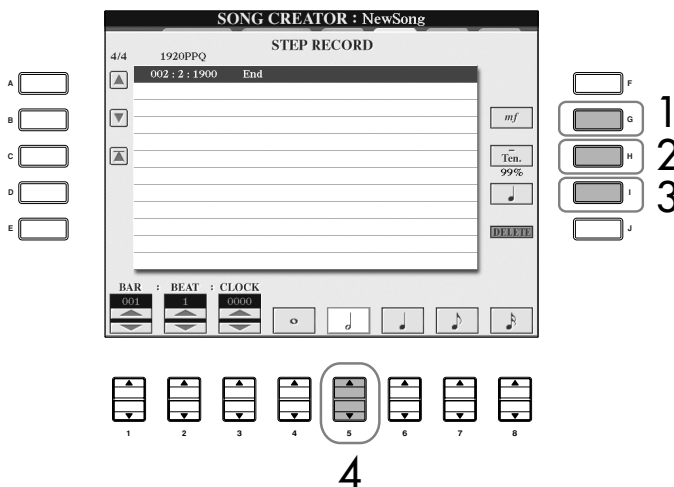 SONG CREATOR : NewSong
STEP RECORD
4/4 1920PPQ
002 : 2 : 1900 End
A
B
C
D
E
mf
Ten.
99%
DELETE
F
G 1
H 2
I 3
J
BAR : BEAT : CLOCK
001 1 0000
1 2 3 4 5 6 7 8
4